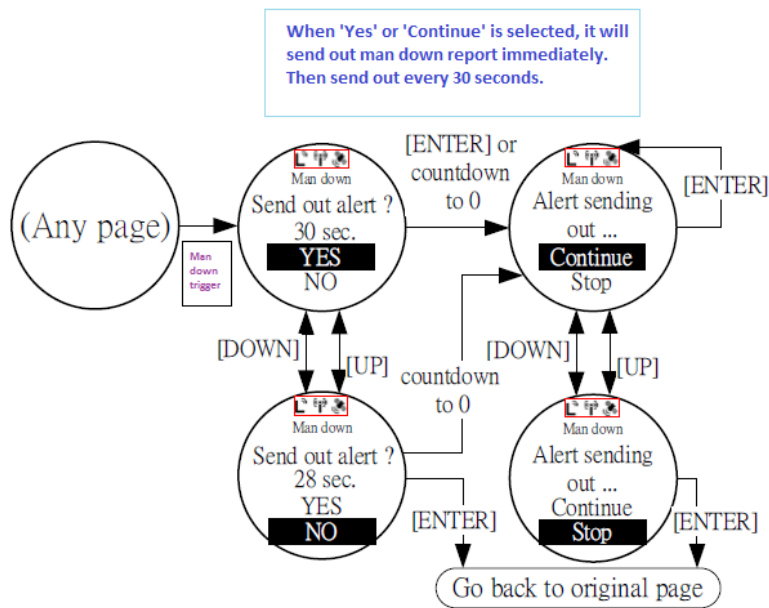 When 'Yes' or 'Continue' is selected, it will
send out man down report immediately.
Then send out every 30 seconds.
(Any page)
Man
down
trigger
Man down
Send out alert ?
30 sec.
YES
NO
[ENTER] or
countdown
to 0
Man down
Alert sending
out ...
Continue
Stop
[ENTER]
[DOWN]
[UP]
countdown
to 0
[DOWN]
[UP]
Man down
Send out alert ?
28 sec.
YES
NO
[ENTER]
Man down
Alert sending
out ...
Continue
Stop
[ENTER]
Go back to original page